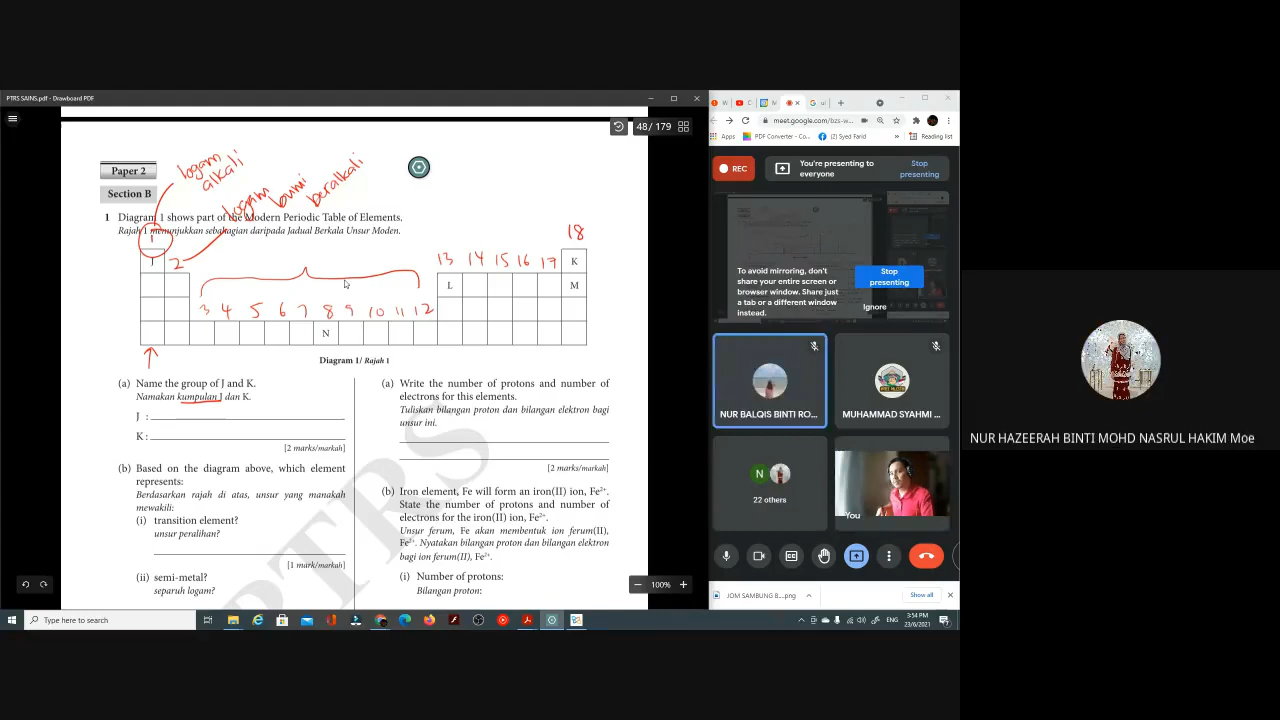 PTRS SAINS.pdf - Drawboard PDF
48 / 179
Paper 2
Section B
logam
alkali
logam bumi beralkali
1 Diagram 1 shows part of the Modern Periodic Table of Elements.
Rajah 1 menunjukkan sebahagian daripada Jadual Berkala Unsur Moden.
1
18
J 2 13 14 15 16 17 K
L M
3 4 5 6 7 8 9 10 11 12
N
Diagram 1/ Rajah 1
(a) Name the group of J and K.
Namakan kumpulan J dan K.
J :
K :
[2 marks/markah]
(b) Based on the diagram above, which element
represents:
Berdasarkan rajah di atas, unsur yang manakah
mewakili:
(i) transition element?
unsur peralihan?
[1 mark/markah]
(ii) semi-metal?
separuh logam?
(a) Write the number of protons and number of
electrons for this elements.
Tuliskan bilangan proton dan bilangan elektron bagi
unsur ini.
[2 marks/markah]
(b) Iron element, Fe will form an iron(II) ion, Fe²⁺.
State the number of protons and number of
electrons for the iron(II) ion, Fe²⁺.
Unsur ferum, Fe akan membentuk ion ferum(II),
Fe²⁺. Nyatakan bilangan proton dan bilangan elektron
bagi ion ferum(II), Fe²⁺.
(i) Number of protons:
Bilangan proton:
PTRS
100%
meet.google.com/bzs-w...
Apps PDF Converter - Co... (2) Syed Farid » Reading list
REC
You're presenting to
everyone
Stop
presenting
To avoid mirroring, don't
share your entire screen or
browser window. Share just
a tab or a different window
instead.
Stop
presenting
Ignore
NUR BALQIS BINTI RO...
MUHAMMAD SYAHMI ...
N
22 others
You
JOM SAMBUNG B....png
Show all
Type here to search
ENG
3:54 PM
23/6/2021
NUR HAZEERAH BINTI MOHD NASRUL HAKIM Moe